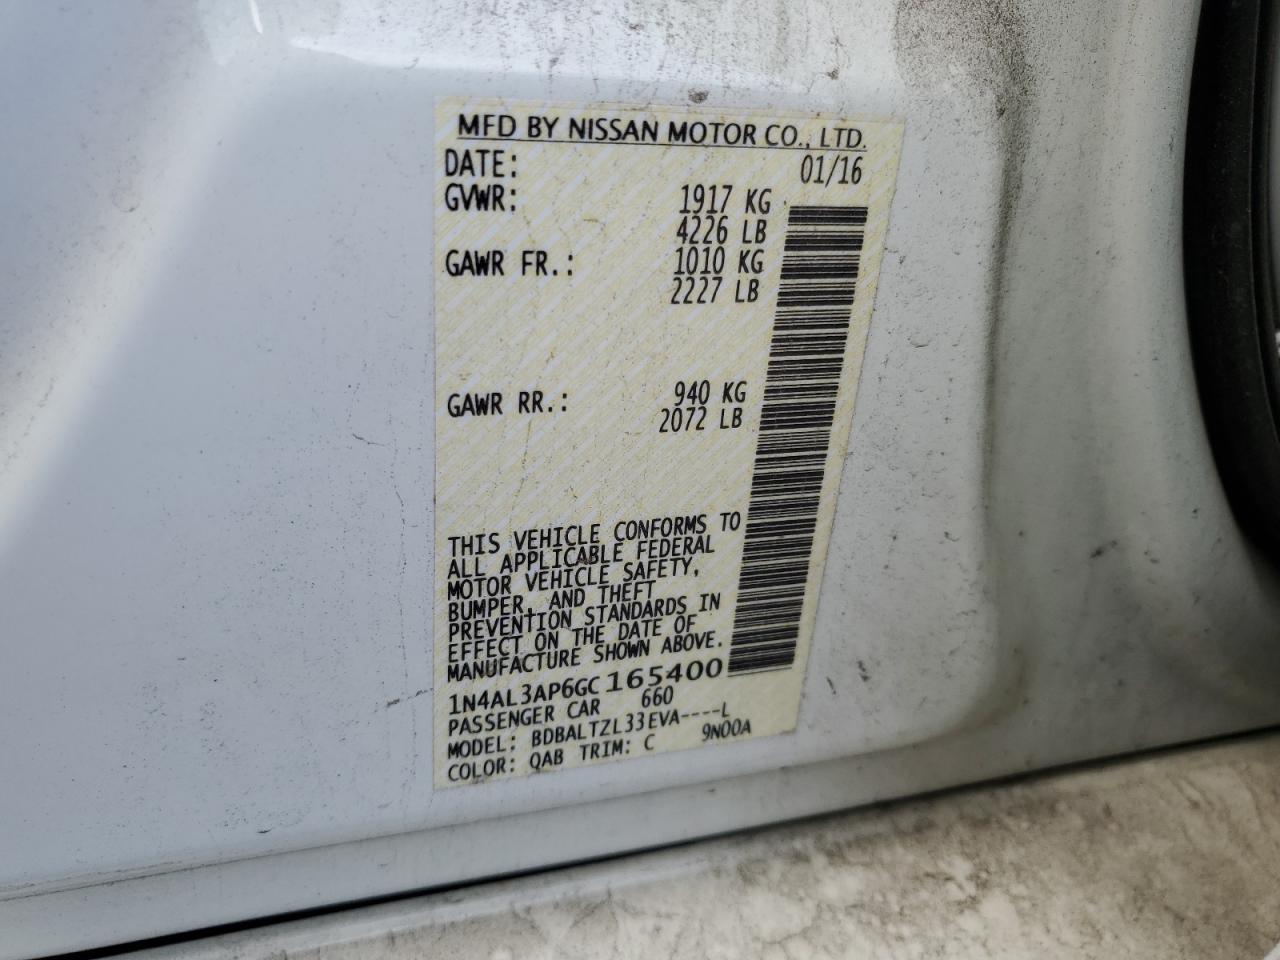 MFD BY NISSAN MOTOR CO., LTD.
DATE: 01/16
GVWR: 1917 KG
4226 LB
GAWR FR.: 1010 KG
2227 LB
GAWR RR.: 940 KG
2072 LB
THIS VEHICLE CONFORMS TO
ALL APPLICABLE FEDERAL
MOTOR VEHICLE SAFETY,
BUMPER, AND THEFT
PREVENTION STANDARDS IN
EFFECT ON THE DATE OF
MANUFACTURE SHOWN ABOVE.
1N4AL3AP6GC165400
PASSENGER CAR 660
MODEL: BDBALTZL33EVA----L
COLOR: QAB TRIM: C 9N00A